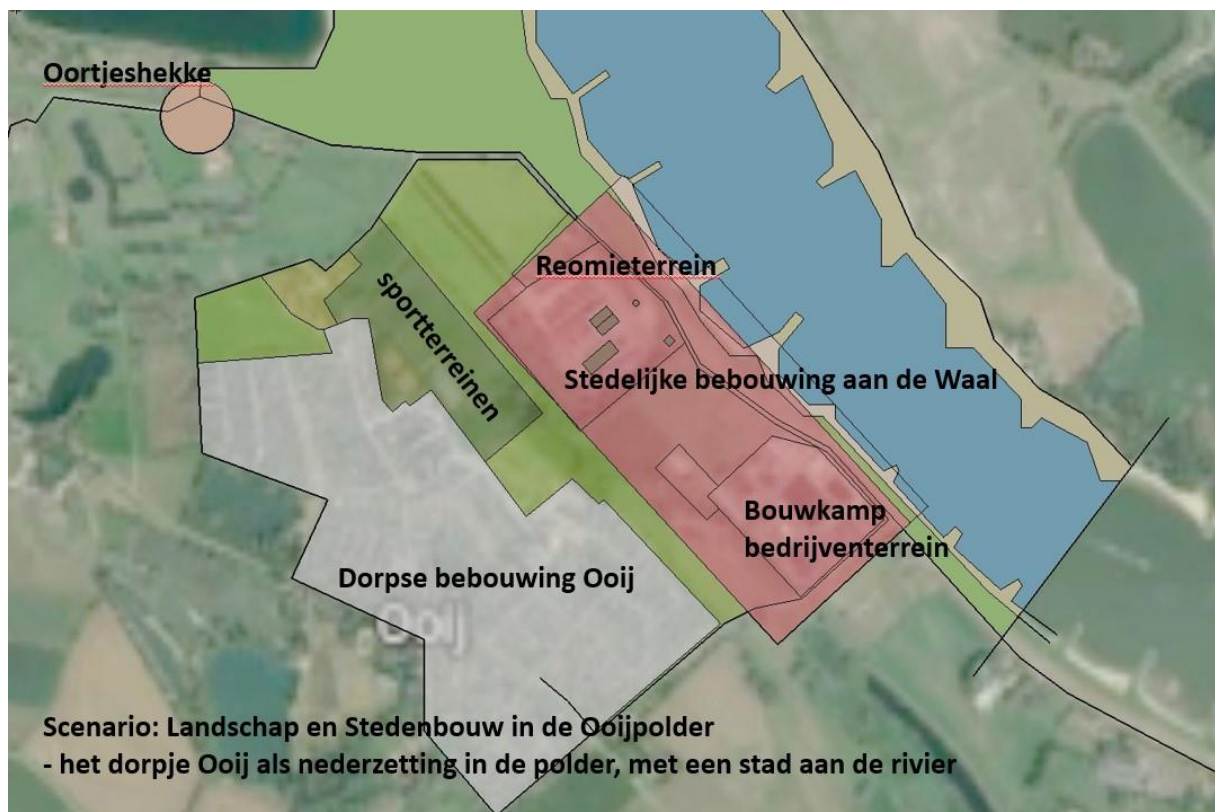 Oortjeshekke
Reomieterrein
sportterreinen
Stedelijke bebouwing aan de Waal
Bouwkamp
bedrijventerrein
Dorpse bebouwing Ooij
Ooij
Scenario: Landschap en Stedenbouw in de Ooijpolder
- het dorpje Ooij als nederzetting in de polder, met een stad aan de rivier